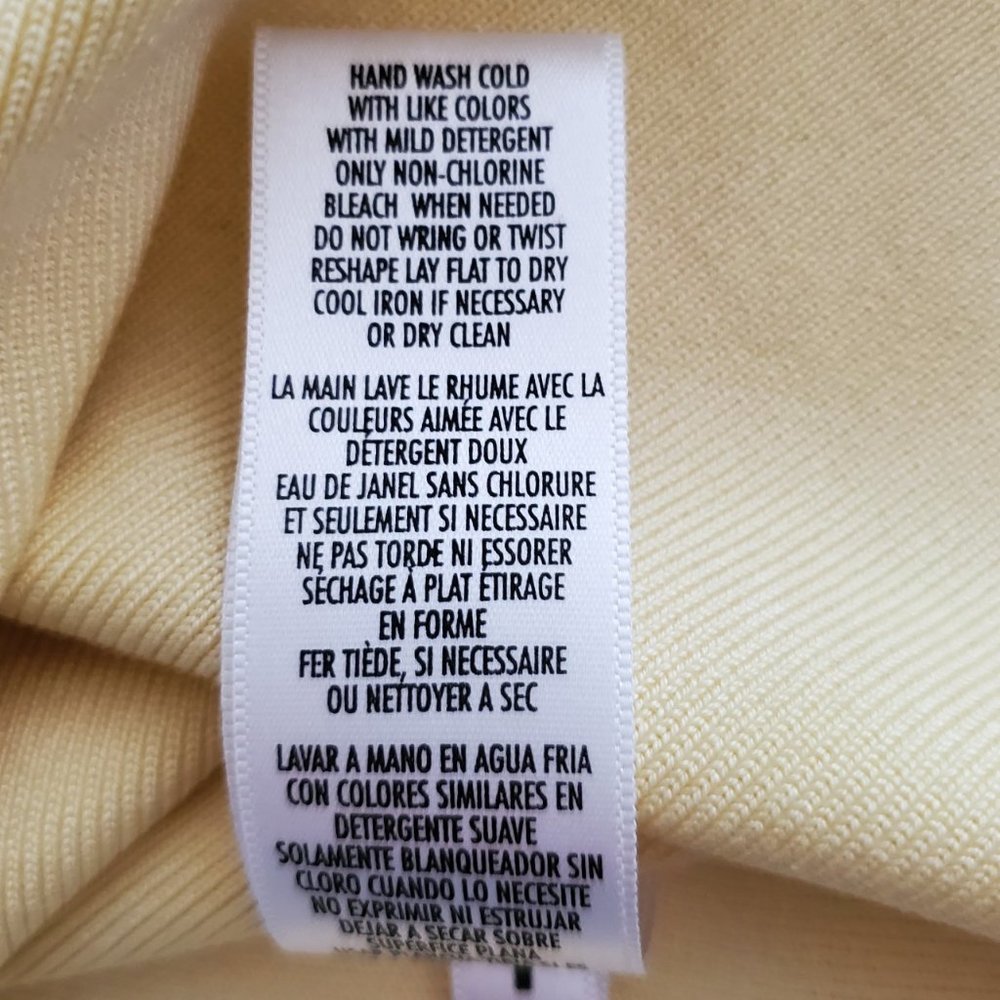 HAND WASH COLD
WITH LIKE COLORS
WITH MILD DETERGENT
ONLY NON-CHLORINE
BLEACH WHEN NEEDED
DO NOT WRING OR TWIST
RESHAPE LAY FLAT TO DRY
COOL IRON IF NECESSARY
OR DRY CLEAN
LA MAIN LAVE LE RHUME AVEC LA
COULEURS AIMÉE AVEC LE
DÉTERGENT DOUX
EAU DE JANEL SANS CHLORURE
ET SEULEMENT SI NECESSAIRE
NE PAS TORDE NI ESSORER
SÉCHAGE À PLAT ÉTIRAGE
EN FORME
FER TIÈDE, SI NECESSAIRE
OU NETTOYER A SEC
LAVAR A MANO EN AGUA FRIA
CON COLORES SIMILARES EN
DETERGENTE SUAVE
SOLAMENTE BLANQUEADOR SIN
CLORO CUANDO LO NECESITE
NO EXPRIMIR NI ESTRUJAR
DEJAR A SECAR SOBRE
SUPERFICE PLANA